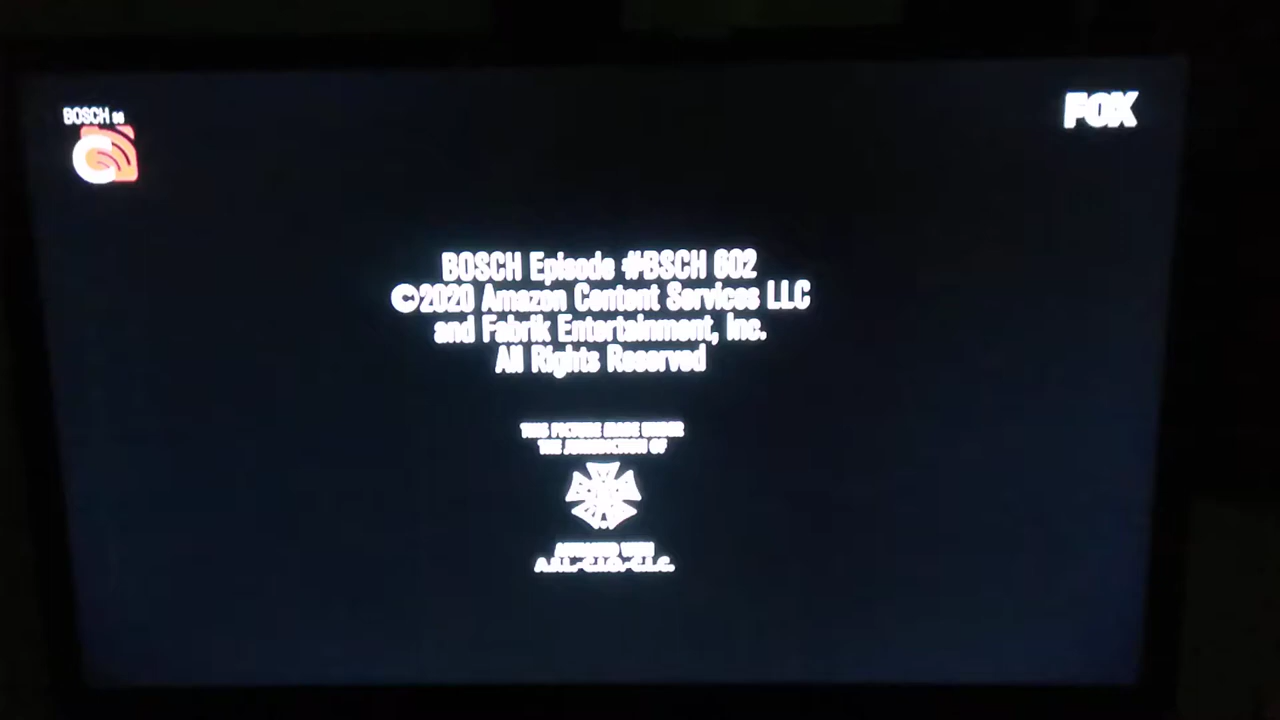 BOSCH S6
FOX
BOSCH Episode #BSCH 602
©2020 Amazon Content Services LLC
and Fabrik Entertainment, Inc.
All Rights Reserved
THIS PICTURE MADE UNDER
THE JURISDICTION OF
AFFILIATED WITH
A.F.L.-C.I.O.-C.L.C.